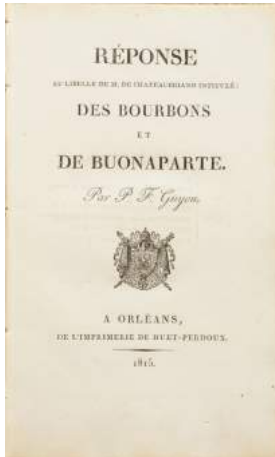 RÉPONSE
AU LIBELLE DE M. DE CHATEAUBRIAND INTITULÉ:
DES BOURBONS
ET
DE BUONAPARTE.
Par P. F. Guyon,
A ORLÉANS,
DE L'IMPRIMERIE DE HUET-PERDOUX.
1815.